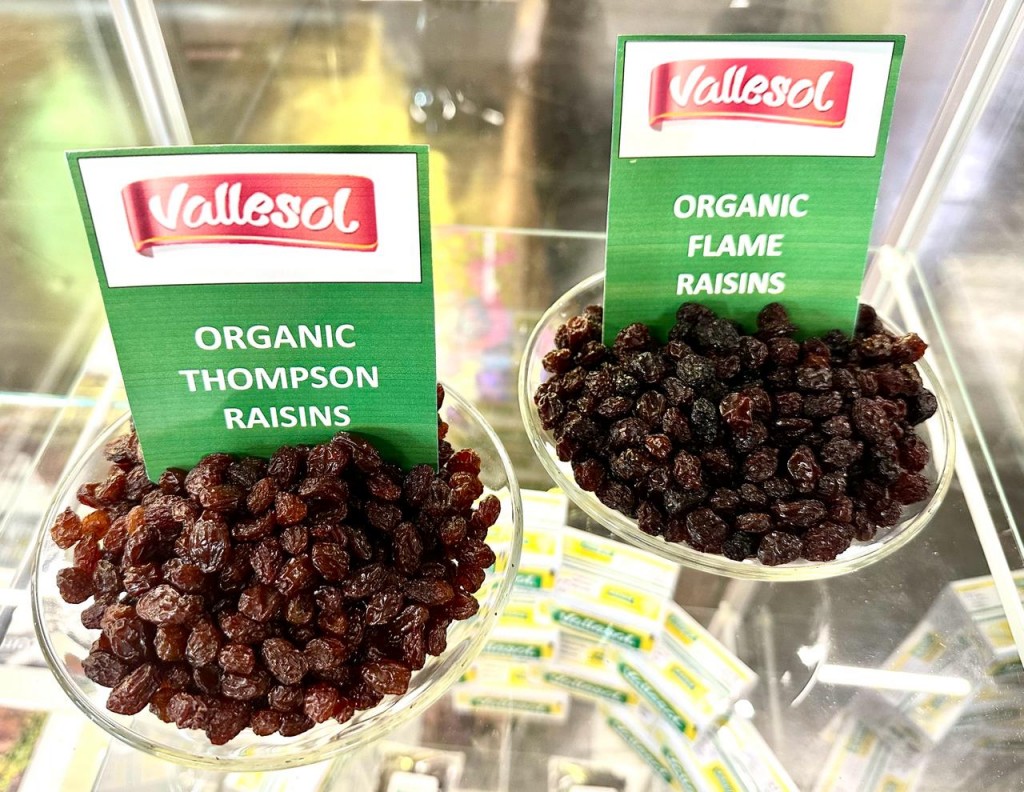 Vallesol
ORGANIC
THOMPSON
RAISINS
Vallesol
ORGANIC
FLAME
RAISINS